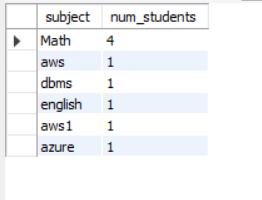 subject num_students
Math 4
aws 1
dbms 1
english 1
aws1 1
azure 1